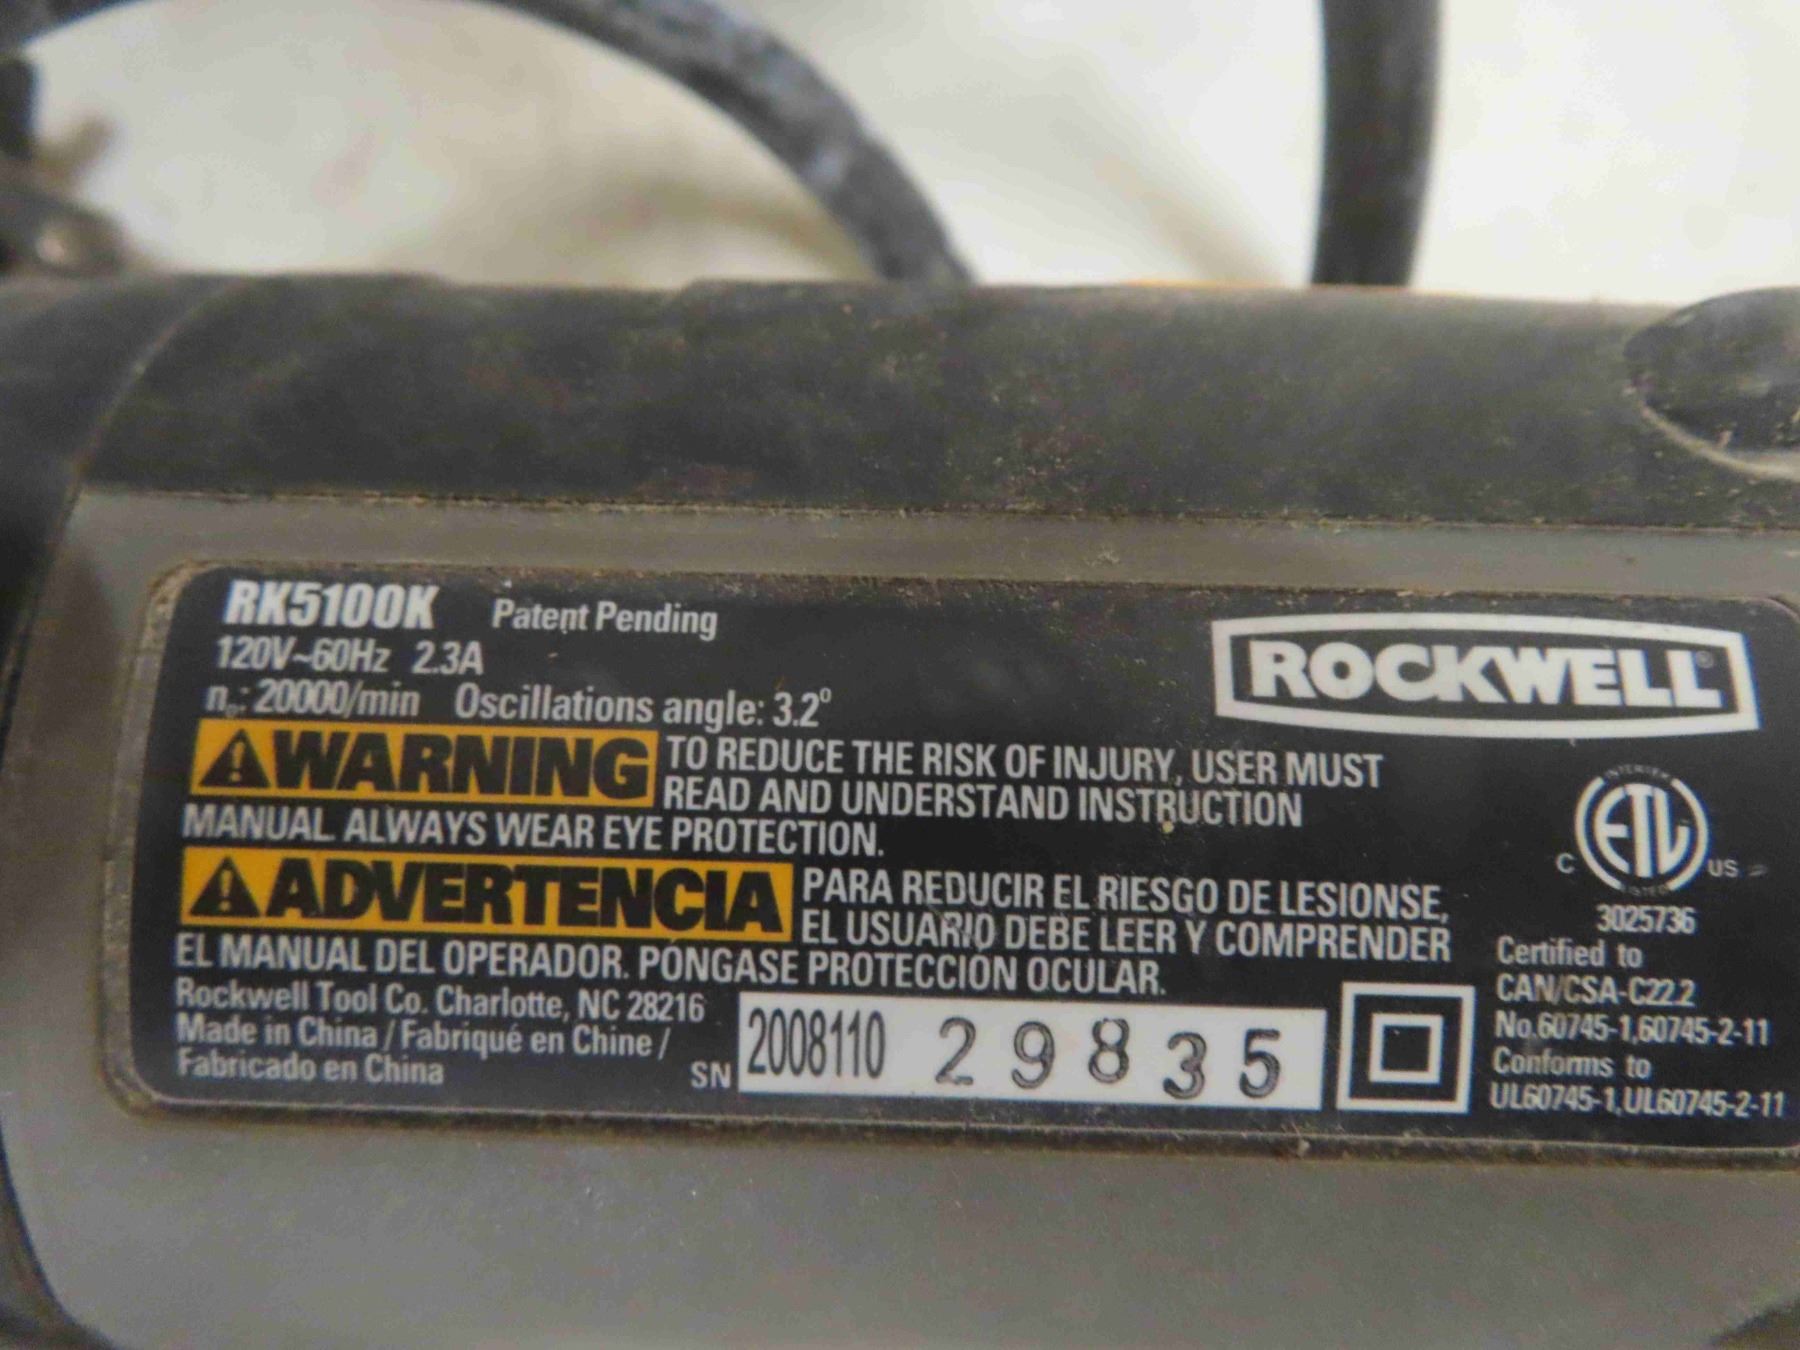 RK5100K Patent Pending
120V~60Hz 2.3A
n₀: 20000/min Oscillations angle: 3.2°
ROCKWELL®
WARNING TO REDUCE THE RISK OF INJURY, USER MUST
READ AND UNDERSTAND INSTRUCTION
MANUAL. ALWAYS WEAR EYE PROTECTION.
ADVERTENCIA PARA REDUCIR EL RIESGO DE LESIONSE,
EL USUARIO DEBE LEER Y COMPRENDER
EL MANUAL DEL OPERADOR. PÓNGASE PROTECCIÓN OCULAR.
Rockwell Tool Co. Charlotte, NC 28216
Made in China / Fabriqué en Chine /
Fabricado en China
SN 2008110 29835
INTERTEK
ETL
C US
LISTED
3025736
Certified to
CAN/CSA-C22.2
No.60745-1,60745-2-11
Conforms to
UL60745-1,UL60745-2-11